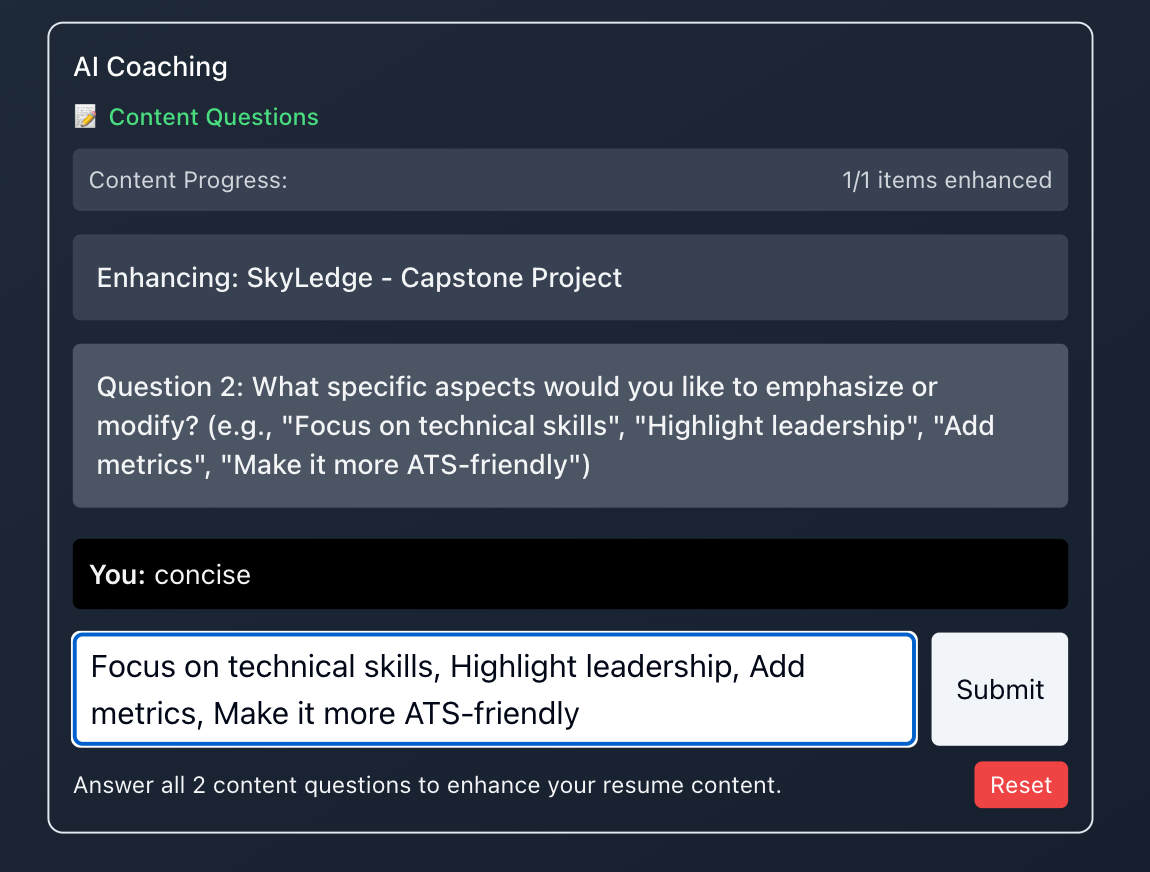 AI Coaching
Content Questions
Content Progress: 1/1 items enhanced
Enhancing: SkyLedge - Capstone Project
Question 2: What specific aspects would you like to emphasize or
modify? (e.g., "Focus on technical skills", "Highlight leadership", "Add
metrics", "Make it more ATS-friendly")
You: concise
Focus on technical skills, Highlight leadership, Add
metrics, Make it more ATS-friendly
Submit
Answer all 2 content questions to enhance your resume content.
Reset